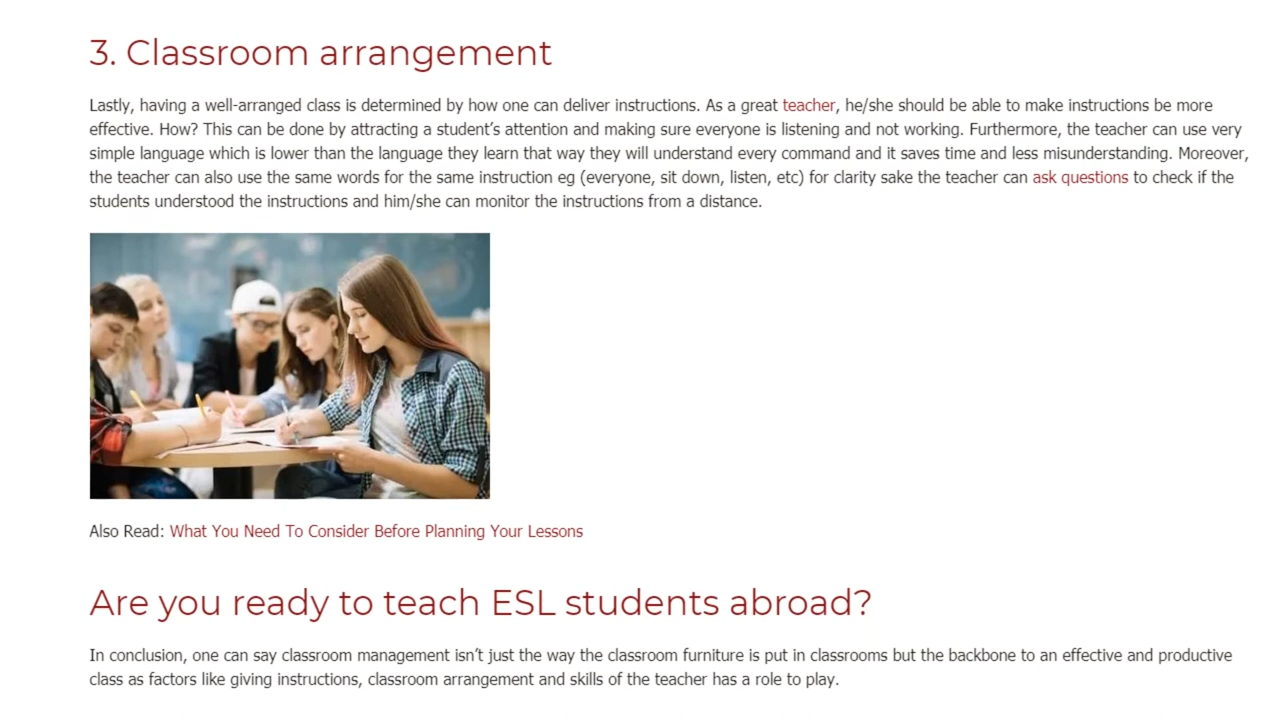 3. Classroom arrangement
Lastly, having a well-arranged class is determined by how one can deliver instructions. As a great teacher, he/she should be able to make instructions be more
effective. How? This can be done by attracting a student’s attention and making sure everyone is listening and not working. Furthermore, the teacher can use very
simple language which is lower than the language they learn that way they will understand every command and it saves time and less misunderstanding. Moreover,
the teacher can also use the same words for the same instruction eg (everyone, sit down, listen, etc) for clarity sake the teacher can ask questions to check if the
students understood the instructions and him/she can monitor the instructions from a distance.
Also Read: What You Need To Consider Before Planning Your Lessons
Are you ready to teach ESL students abroad?
In conclusion, one can say classroom management isn’t just the way the classroom furniture is put in classrooms but the backbone to an effective and productive
class as factors like giving instructions, classroom arrangement and skills of the teacher has a role to play.